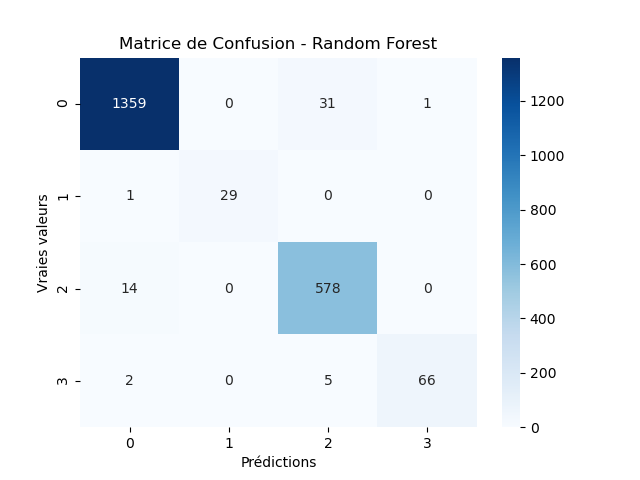 Matrice de Confusion - Random Forest
0 1359 0 31 1
1 1 29 0 0
2 14 0 578 0
3 2 0 5 66
0 1 2 3
Prédictions
Vraies valeurs
1200
1000
800
600
400
200
0